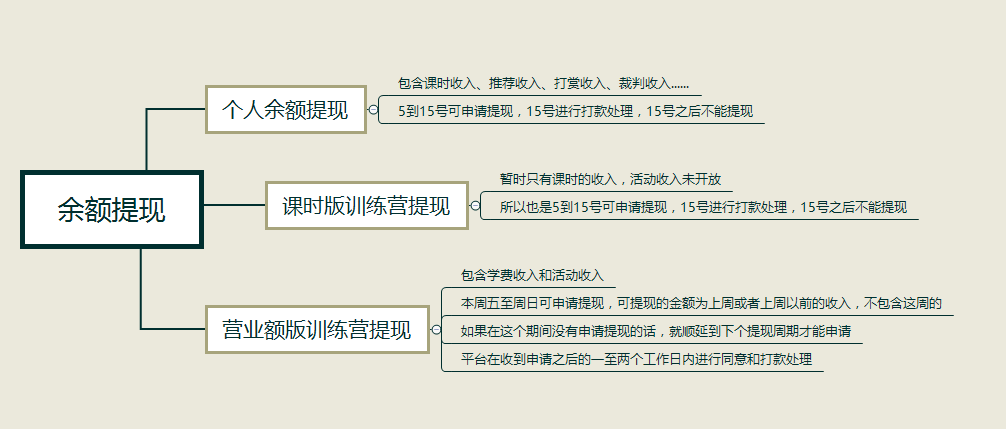 余额提现
个人余额提现
包含课时收入、推荐收入、打赏收入、裁判收入......
5到15号可申请提现，15号进行打款处理，15号之后不能提现
课时版训练营提现
暂时只有课时的收入，活动收入未开放
所以也是5到15号可申请提现，15号进行打款处理，15号之后不能提现
营业额版训练营提现
包含学费收入和活动收入
本周五至周日可申请提现，可提现的金额为上周或者上周以前的收入，不包含这周的
如果在这个期间没有申请提现的话，就顺延到下个提现周期才能申请
平台在收到申请之后的一至两个工作日内进行同意和打款处理